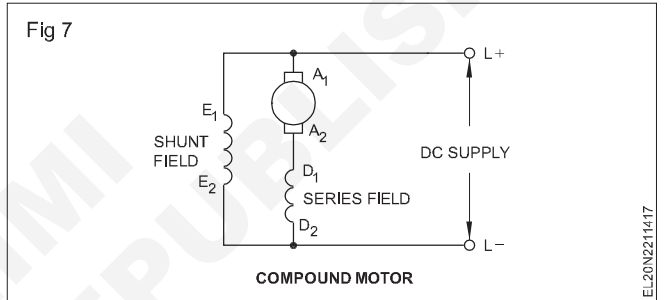 Fig 7
L+
A1
E1
A2
SHUNT
FIELD
DC SUPPLY
E2
D1
SERIES FIELD
D2
L−
COMPOUND MOTOR
EL20N2211417